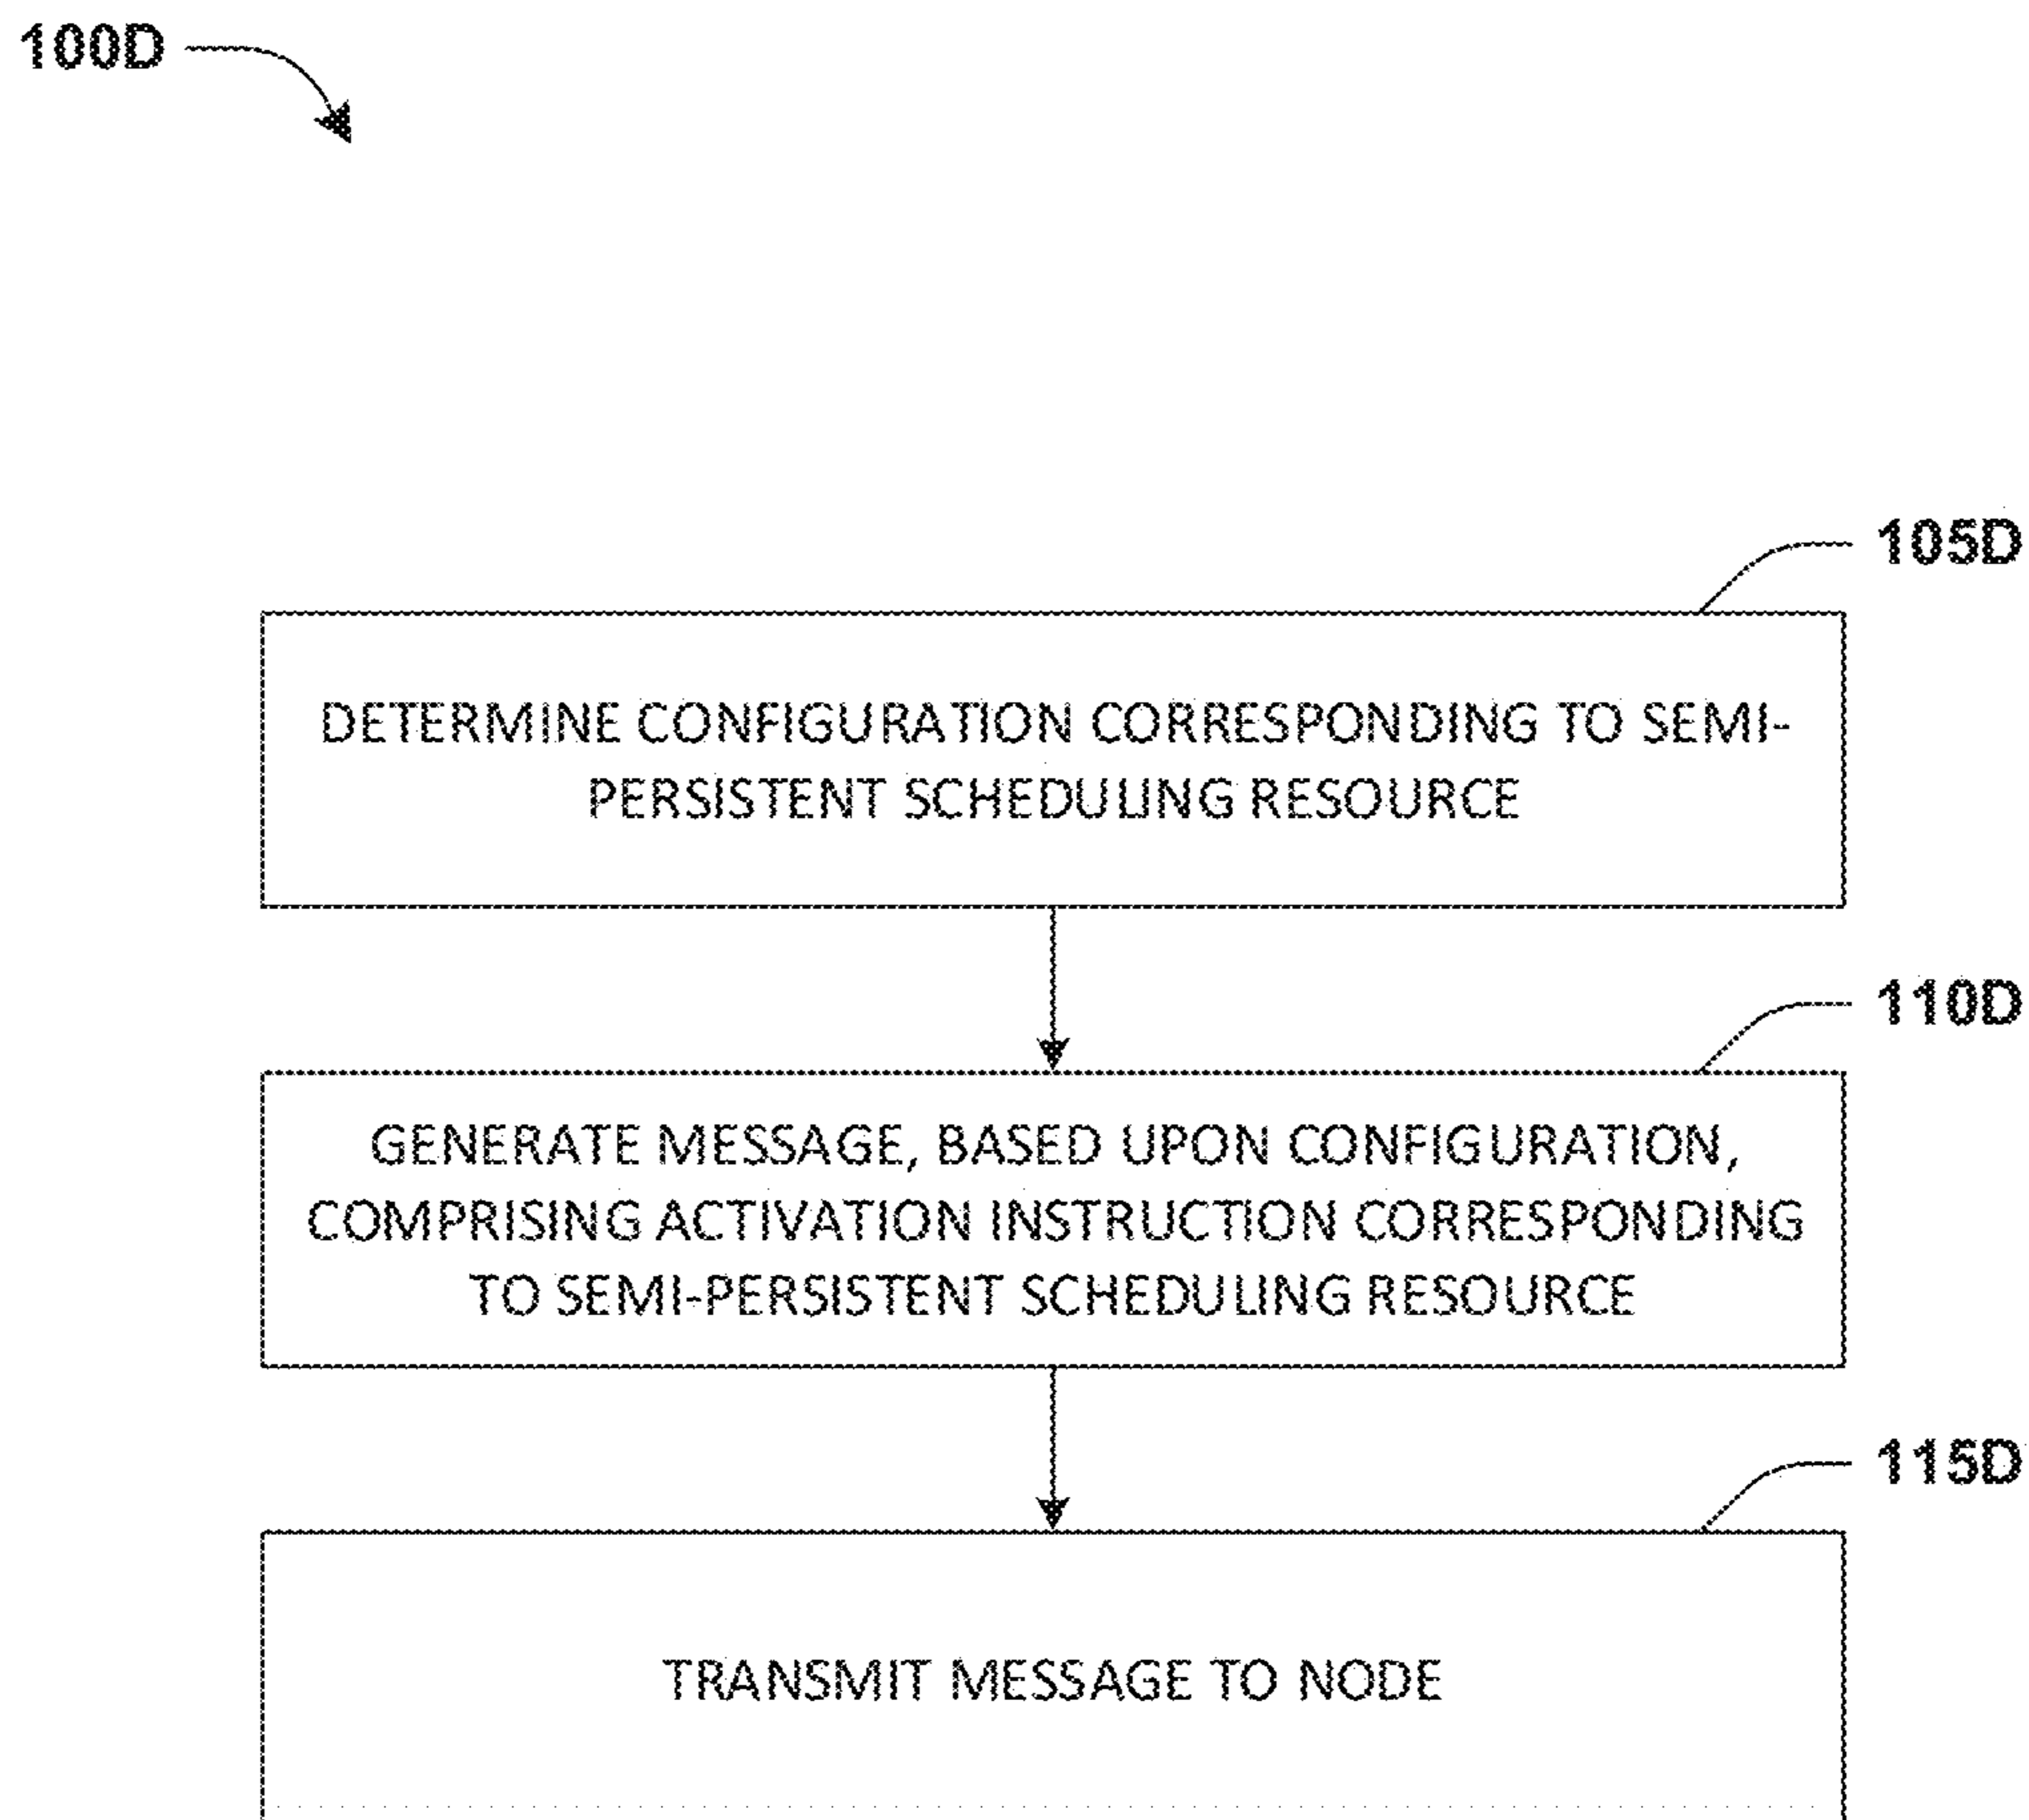 100D
105D
DETERMINE CONFIGURATION CORRESPONDING TO SEMI-
PERSISTENT SCHEDULING RESOURCE
110D
GENERATE MESSAGE, BASED UPON CONFIGURATION,
COMPRISING ACTIVATION INSTRUCTION CORRESPONDING
TO SEMI-PERSISTENT SCHEDULING RESOURCE
115D
TRANSMIT MESSAGE TO NODE